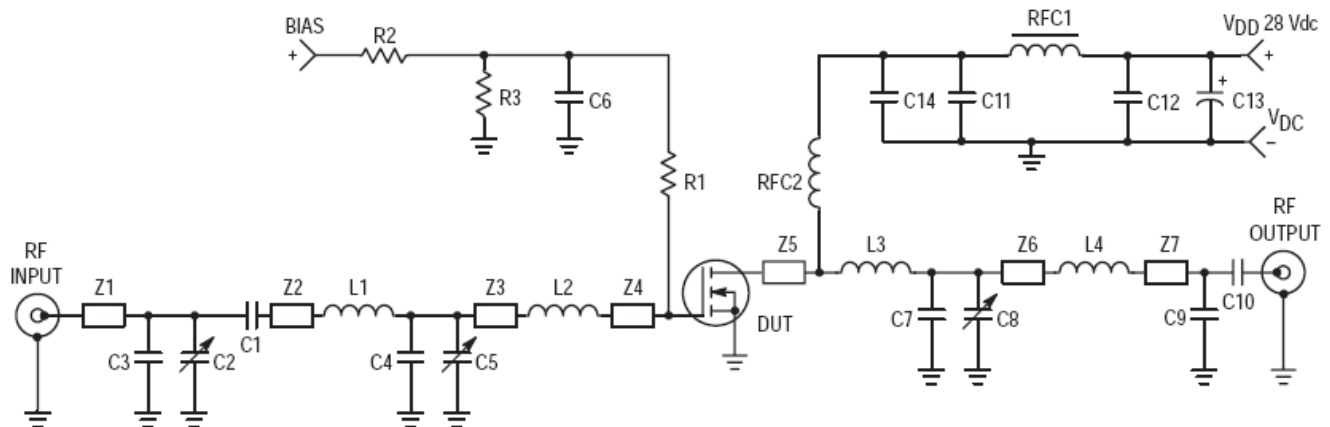 BIAS
+
R2
R3
C6
R1
RFC1
VDD 28 Vdc
+
C14
C11
C12
+
C13
VDC
–
RFC2
RF
INPUT
Z1
C3
C2
C1
Z2
L1
C4
C5
Z3
L2
Z4
DUT
Z5
L3
C7
C8
Z6
L4
Z7
C9
C10
RF
OUTPUT